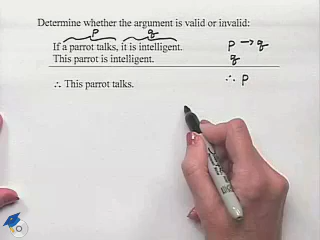 Determine whether the argument is valid or invalid:
p q
If a parrot talks, it is intelligent. p → q
This parrot is intelligent. q
∴ This parrot talks. ∴ p